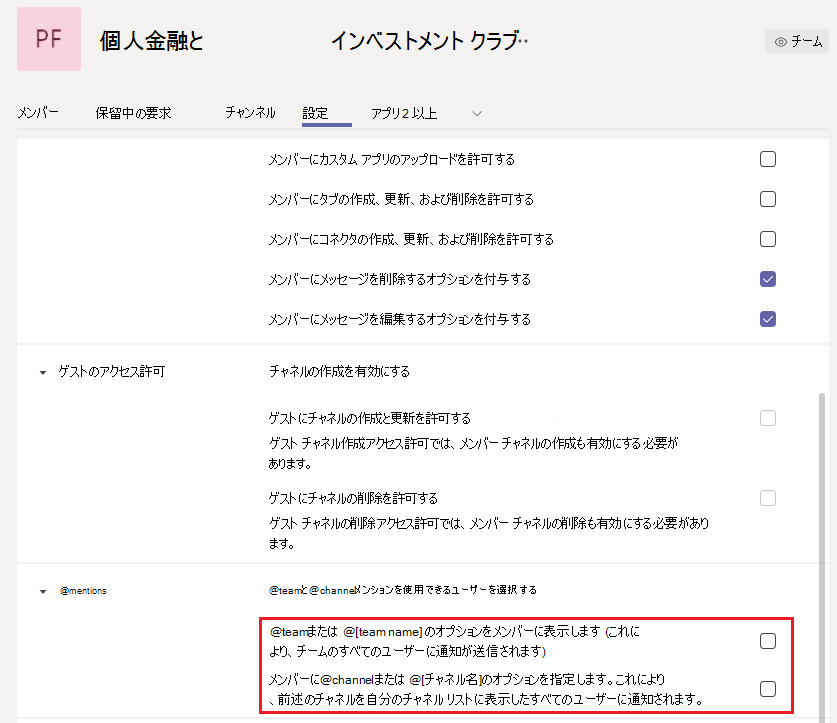 PF
個人金融と インベストメント クラブ··
チーム
メンバー 保留中の要求 チャンネル 設定 アプリ2 以上
メンバーにカスタム アプリのアップロードを許可する
メンバーにタブの作成、更新、および削除を許可する
メンバーにコネクタの作成、更新、および削除を許可する
メンバーにメッセージを削除するオプションを付与する
メンバーにメッセージを編集するオプションを付与する
ゲストのアクセス許可 チャネルの作成を有効にする
ゲストにチャネルの作成と更新を許可する
ゲスト チャネル作成アクセス許可では、メンバー チャネルの作成も有効にする必要が
あります。
ゲストにチャネルの削除を許可する
ゲスト チャネルの削除アクセス許可では、メンバー チャネルの削除も有効にする必要があり
ます。
@mentions @teamと@channelメンションを使用できるユーザーを選択する
@teamまたは @[team name] のオプションをメンバーに表示します (これに
より、チームのすべてのユーザーに通知が送信されます)
メンバーに@channelまたは @[チャネル名]のオプションを指定します。これにより
、前述のチャネルを自分のチャネル リストに表示したすべてのユーザーに通知されます。